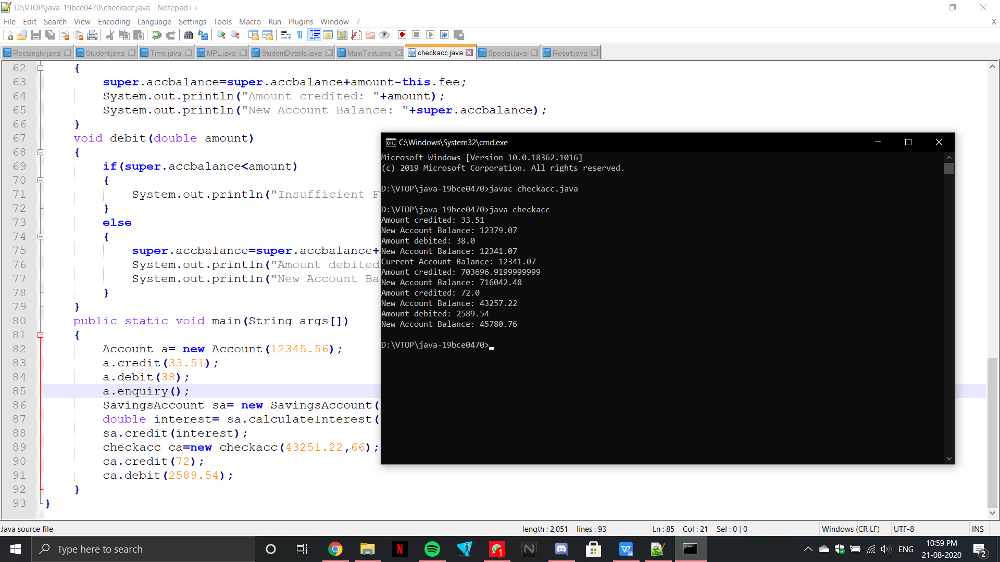 D:\VTOP\java-19bce0470\checkacc.java - Notepad++
File Edit Search View Encoding Language Settings Tools Macro Run Plugins Window ? X
Rectangle.java Student.java Time.java MPL.java StudentDetails.java MainTest.java checkacc.java Special.java Result.java
62 {
63 super.accbalance=super.accbalance+amount-this.fee;
64 System.out.println("Amount credited: "+amount);
65 System.out.println("New Account Balance: "+super.accbalance);
66 }
67 void debit(double amount)
68 {
69 if(super.accbalance<amount)
70 {
71 System.out.println("Insufficient F
72 }
73 else
74 {
75 super.accbalance=super.accbalance+
76 System.out.println("Amount debited
77 System.out.println("New Account Ba
78 }
79 }
80 public static void main(String args[])
81 {
82 Account a= new Account(12345.56);
83 a.credit(33.51);
84 a.debit(38);
85 a.enquiry();
86 SavingsAccount sa= new SavingsAccount(
87 double interest= sa.calculateInterest(
88 sa.credit(interest);
89 checkacc ca=new checkacc(43251.22,66);
90 ca.credit(72);
91 ca.debit(2589.54);
92 }
93 }
C:\Windows\System32\cmd.exe
Microsoft Windows [Version 10.0.18362.1016]
(c) 2019 Microsoft Corporation. All rights reserved.
D:\VTOP\java-19bce0470>javac checkacc.java
D:\VTOP\java-19bce0470>java checkacc
Amount credited: 33.51
New Account Balance: 12379.07
Amount debited: 38.0
New Account Balance: 12341.07
Current Account Balance: 12341.07
Amount credited: 703696.9199999999
New Account Balance: 716042.48
Amount credited: 72.0
New Account Balance: 43257.22
Amount debited: 2589.54
New Account Balance: 45780.76
D:\VTOP\java-19bce0470>
Java source file length : 2,051 lines : 93 Ln : 85 Col : 21 Sel : 0 | 0 Windows (CR LF) UTF-8 INS
Type here to search
ENG
10:59 PM
21-08-2020
2